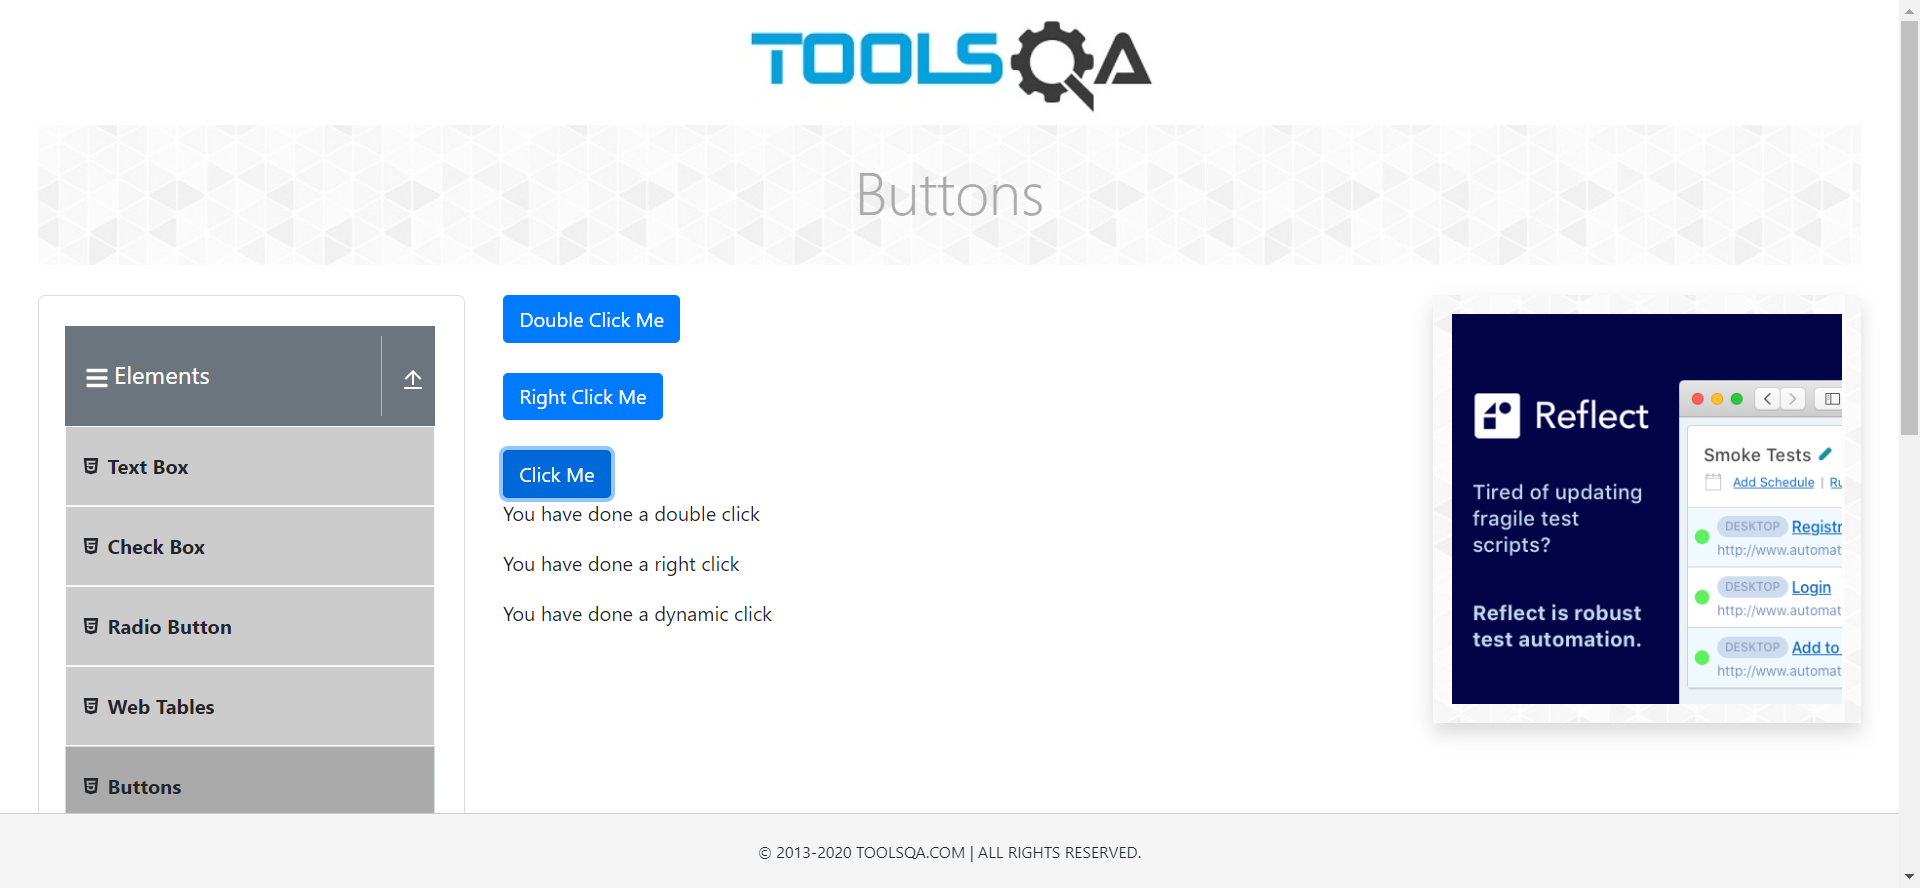 TOOLSQA
Buttons
Elements
Text Box
Check Box
Radio Button
Web Tables
Buttons
Double Click Me
Right Click Me
Click Me
You have done a double click
You have done a right click
You have done a dynamic click
Reflect
Tired of updating
fragile test
scripts?
Reflect is robust
test automation.
Smoke Tests
Add Schedule | Ru
DESKTOP Registr
http://www.automat
DESKTOP Login
http://www.automat
DESKTOP Add to
http://www.automat
© 2013-2020 TOOLSQA.COM | ALL RIGHTS RESERVED.